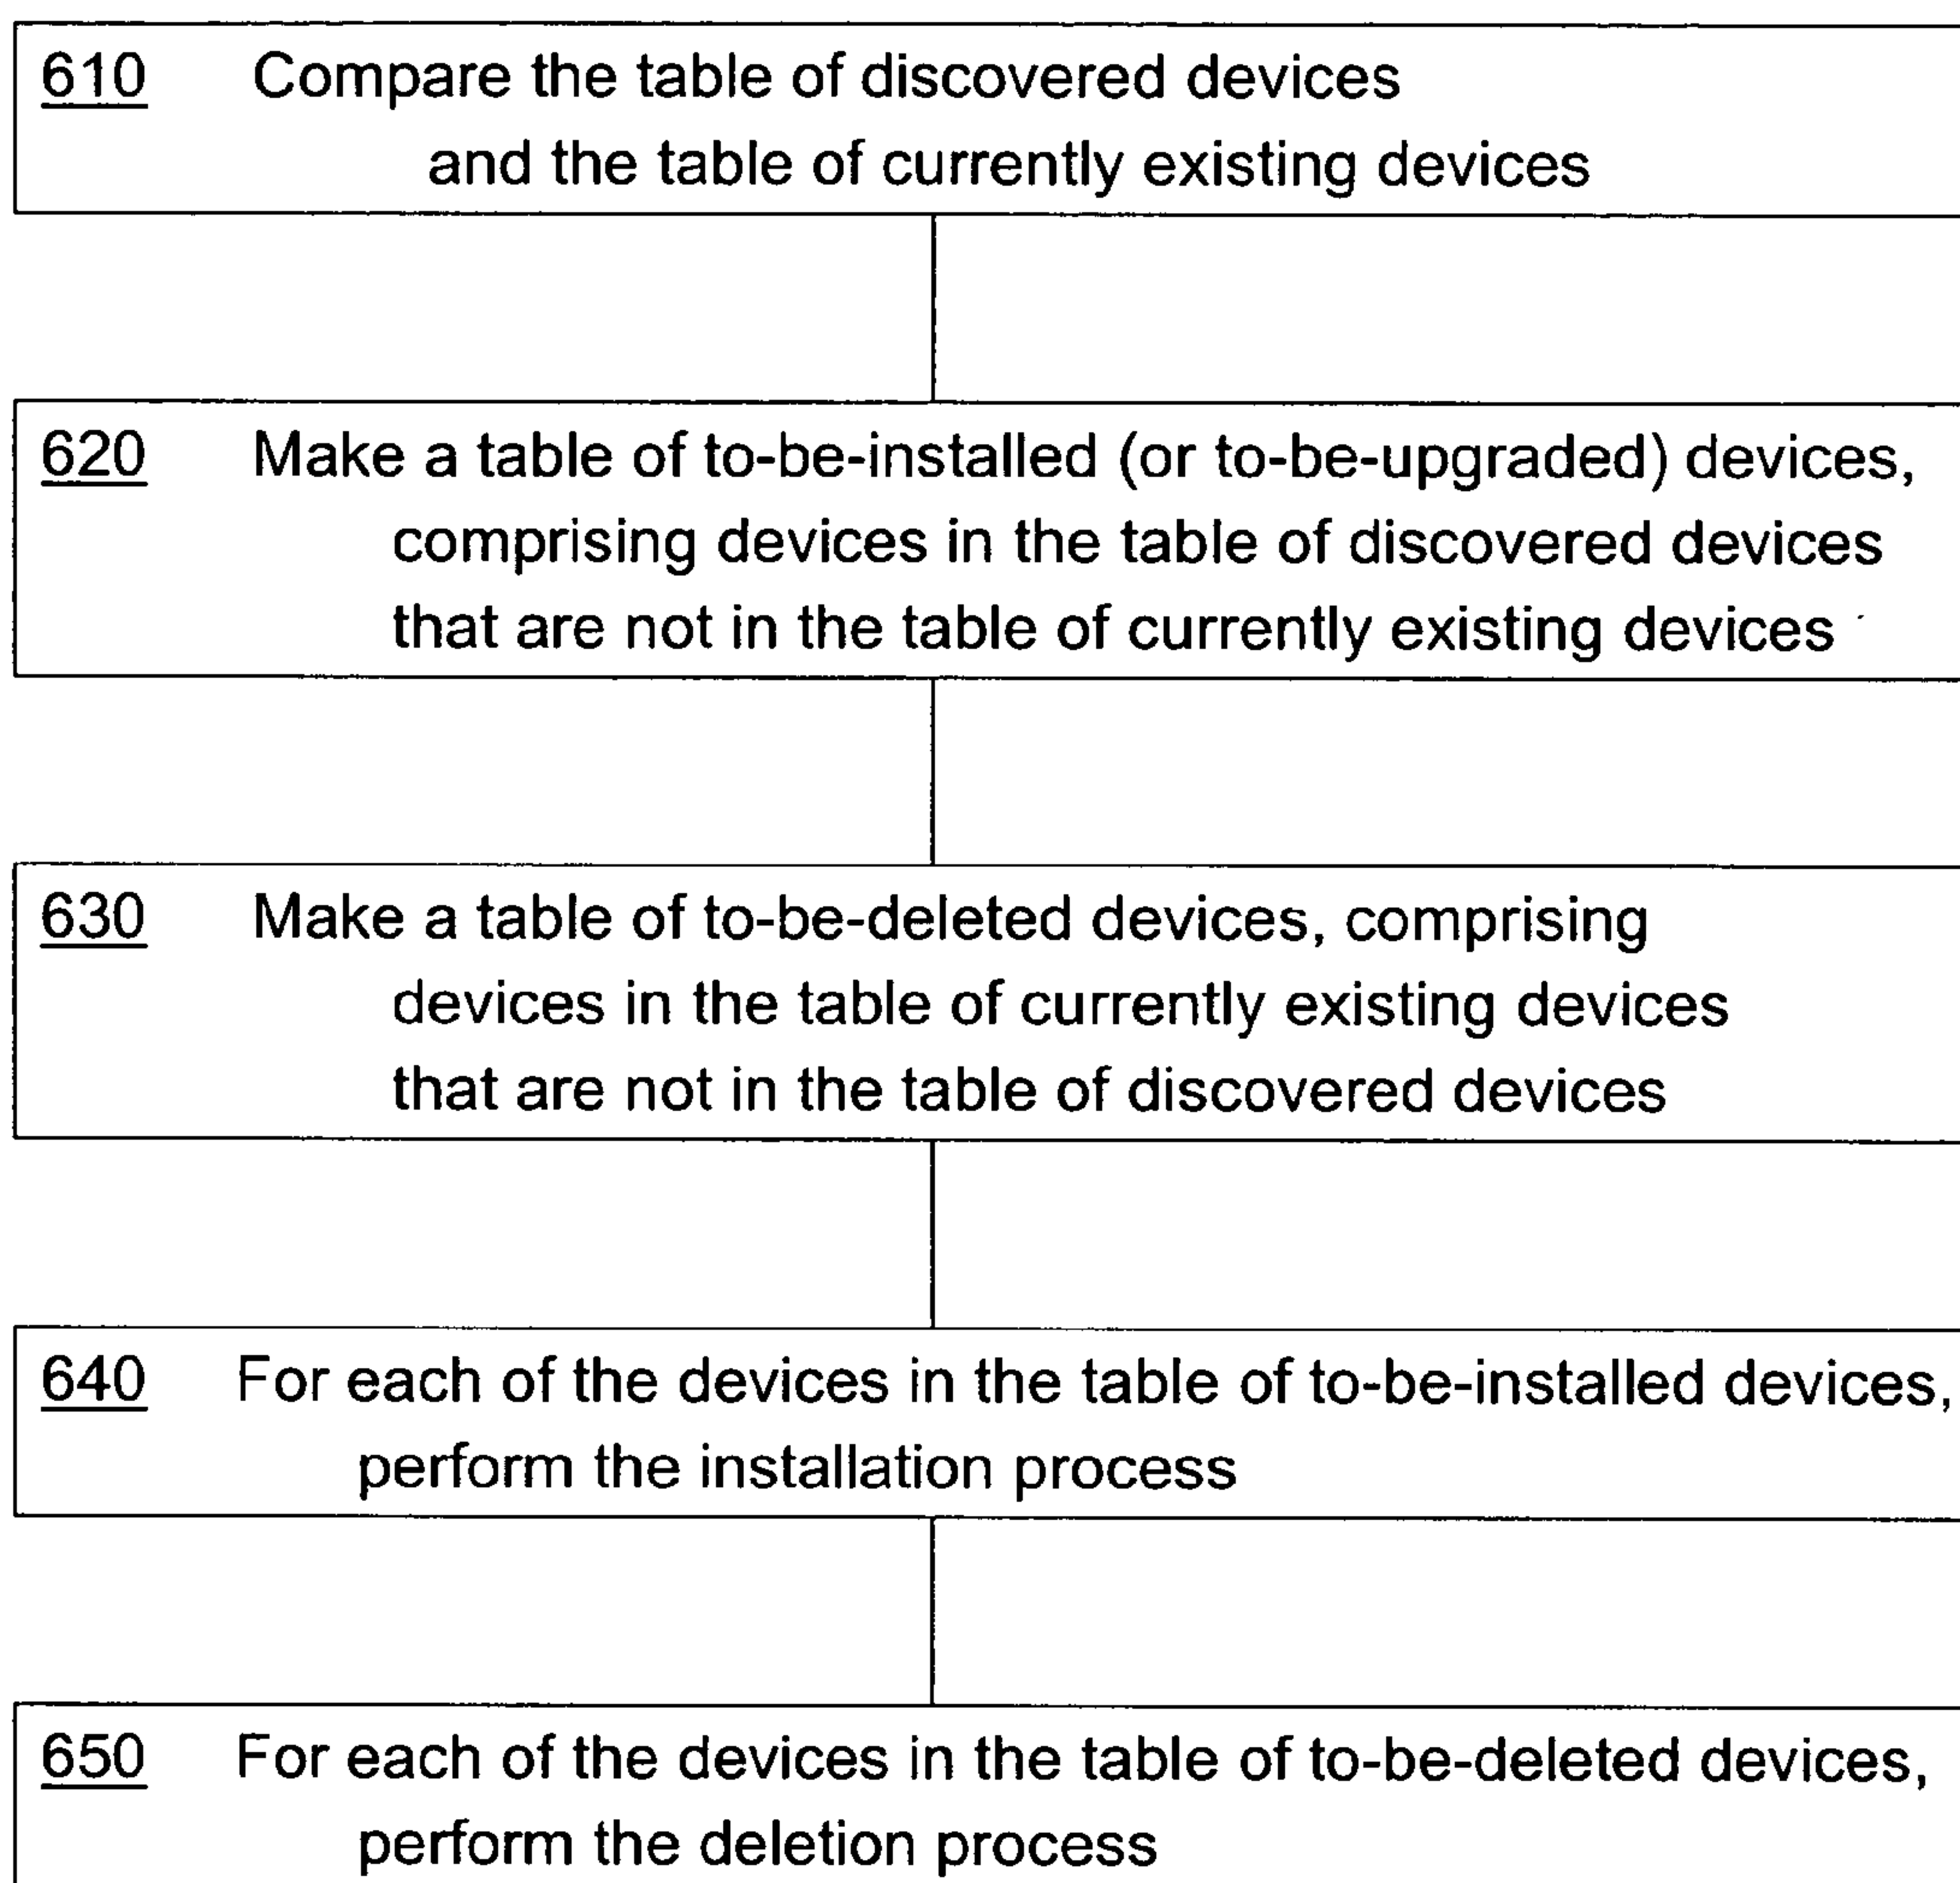 610 Compare the table of discovered devices
and the table of currently existing devices
620 Make a table of to-be-installed (or to-be-upgraded) devices,
comprising devices in the table of discovered devices
that are not in the table of currently existing devices
630 Make a table of to-be-deleted devices, comprising
devices in the table of currently existing devices
that are not in the table of discovered devices
640 For each of the devices in the table of to-be-installed devices,
perform the installation process
650 For each of the devices in the table of to-be-deleted devices,
perform the deletion process